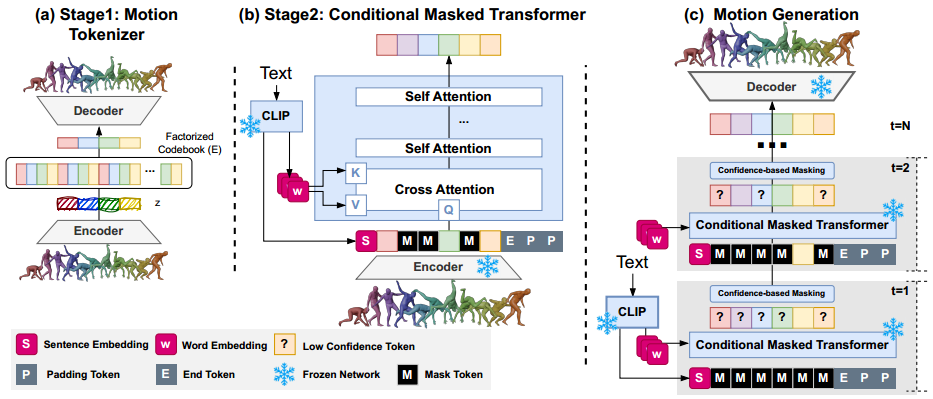 (a) Stage1: Motion
Tokenizer
Decoder
Factorized
Codebook (E)
...
z
Encoder
(b) Stage2: Conditional Masked Transformer
Text
CLIP
Self Attention
...
Self Attention
K
W
Cross Attention
V
Q
S M M M E P P
Encoder
(c) Motion Generation
Decoder
t=N
...
t=2
Confidence-based Masking
? ? ?
Conditional Masked Transformer
W
S M M M M M E P P
Text
t=1
Confidence-based Masking
? ? ? ? ?
CLIP
Conditional Masked Transformer
W
S M M M M M M E P P
S Sentence Embedding
W Word Embedding
? Low Confidence Token
P Padding Token
E End Token
Frozen Network
M Mask Token